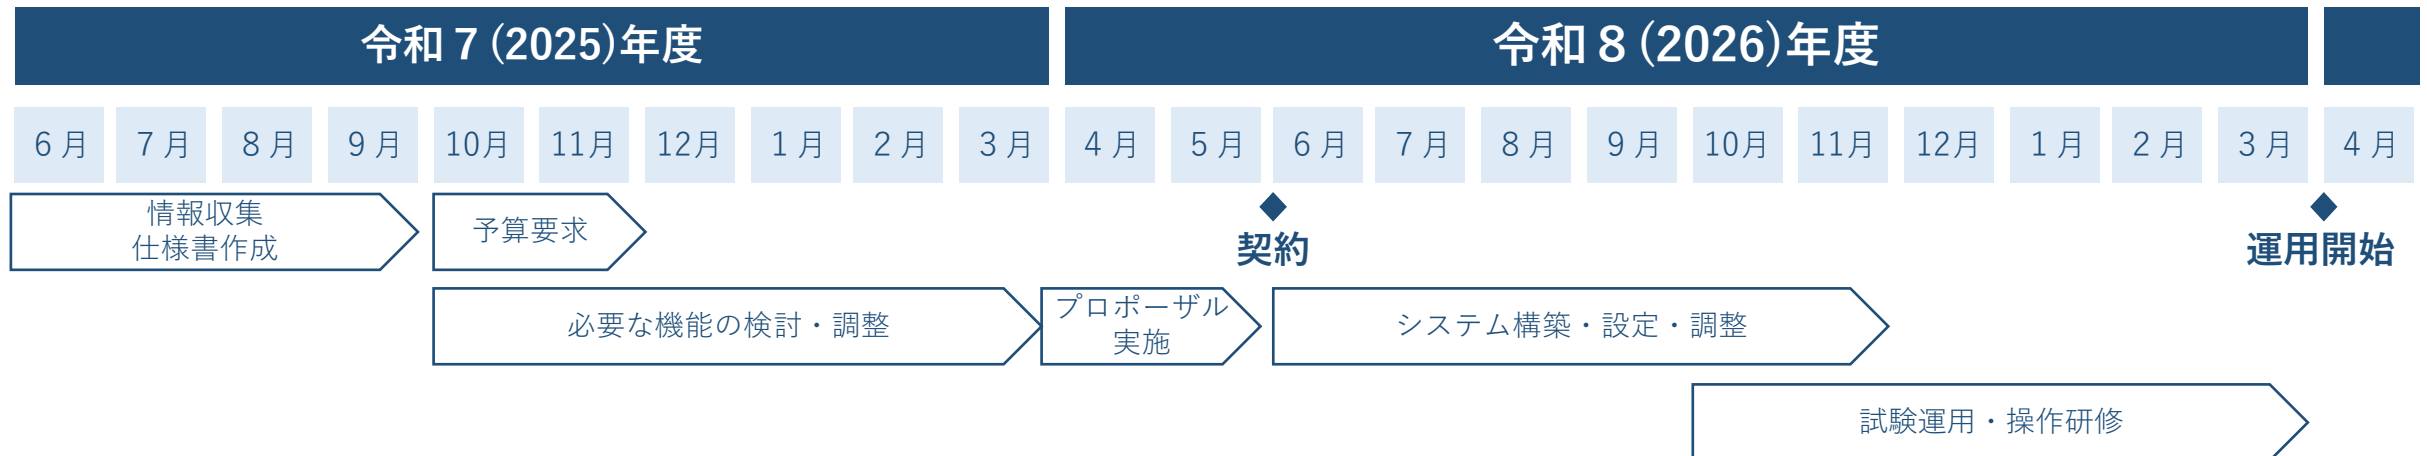 令和７(2025)年度
令和８(2026)年度
６月 ７月 ８月 ９月 10月 11月 12月 １月 ２月 ３月 ４月 ５月 ６月 ７月 ８月 ９月 10月 11月 12月 １月 ２月 ３月 ４月
情報収集
仕様書作成
予算要求
契約
運用開始
必要な機能の検討・調整
プロポーザル
実施
システム構築・設定・調整
試験運用・操作研修